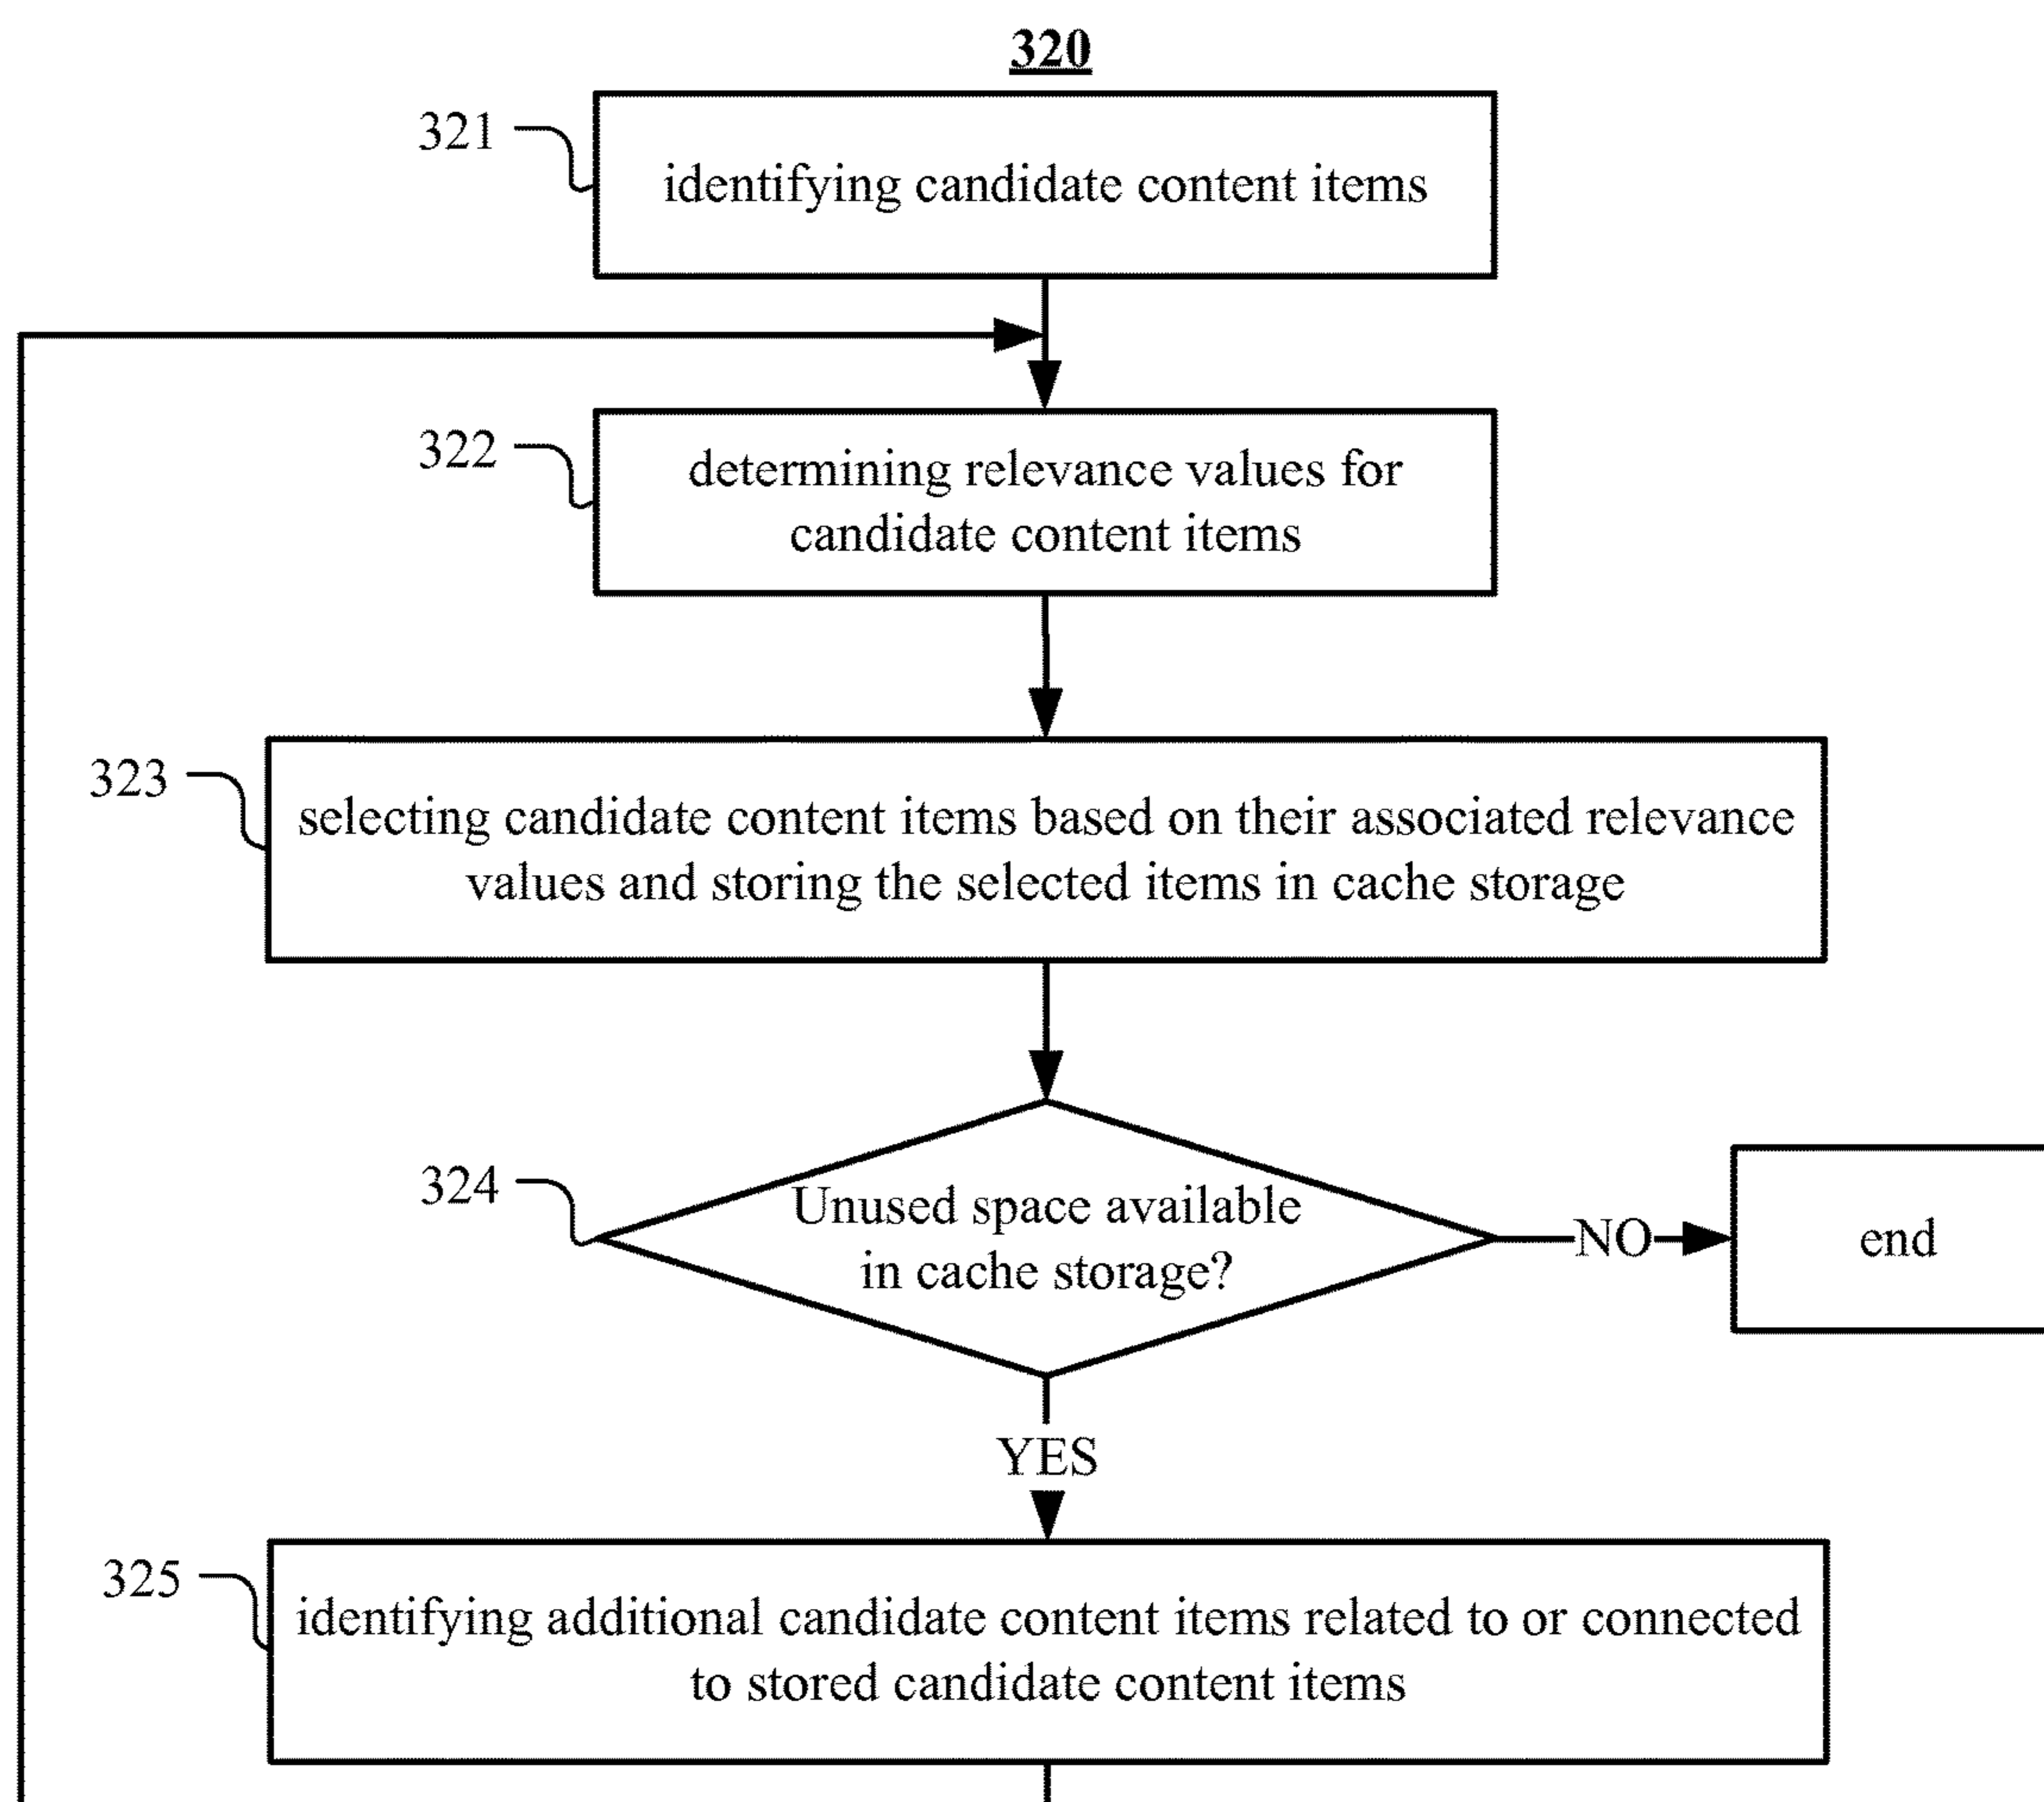 320
321
identifying candidate content items
322
determining relevance values for
candidate content items
323
selecting candidate content items based on their associated relevance
values and storing the selected items in cache storage
324
Unused space available
in cache storage?
NO
end
YES
325
identifying additional candidate content items related to or connected
to stored candidate content items